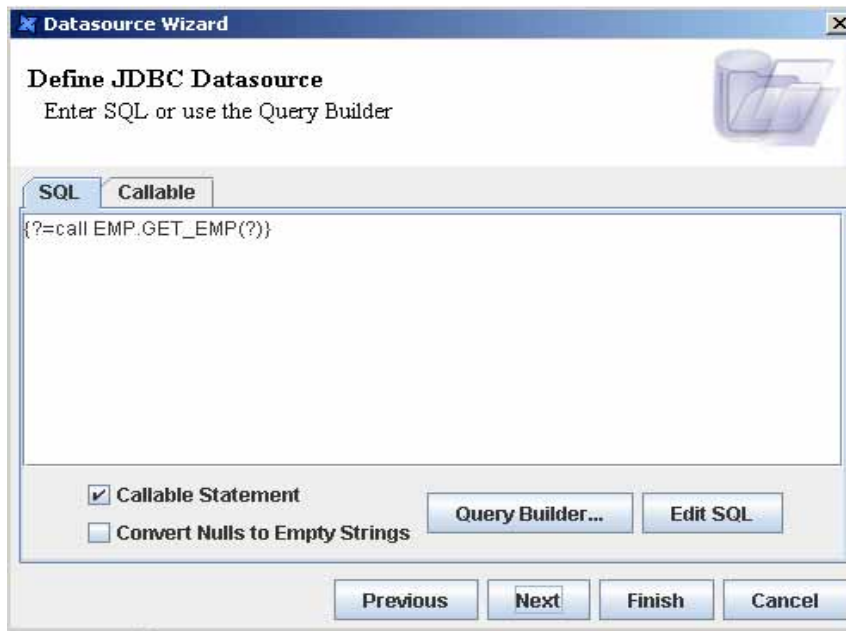 Datasource Wizard
Define JDBC Datasource
Enter SQL or use the Query Builder
SQL Callable
{?=call EMP.GET_EMP(?)}
Callable Statement
Convert Nulls to Empty Strings
Query Builder... Edit SQL
Previous Next Finish Cancel